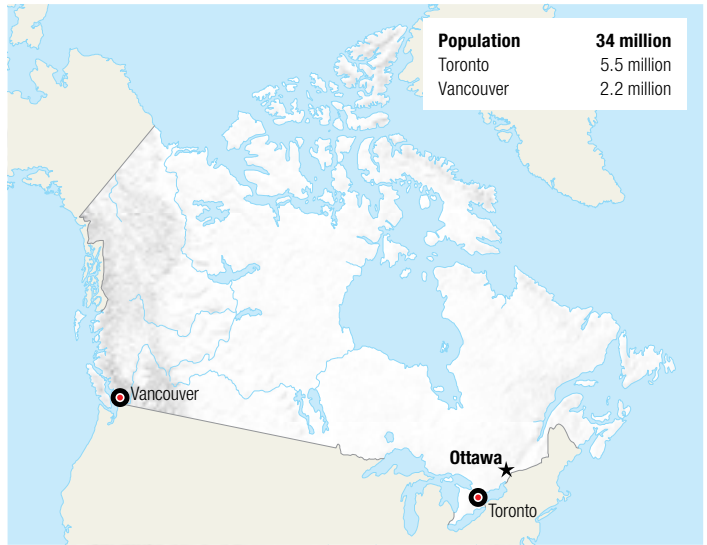 Population 34 million
Toronto 5.5 million
Vancouver 2.2 million
Vancouver
Ottawa
Toronto